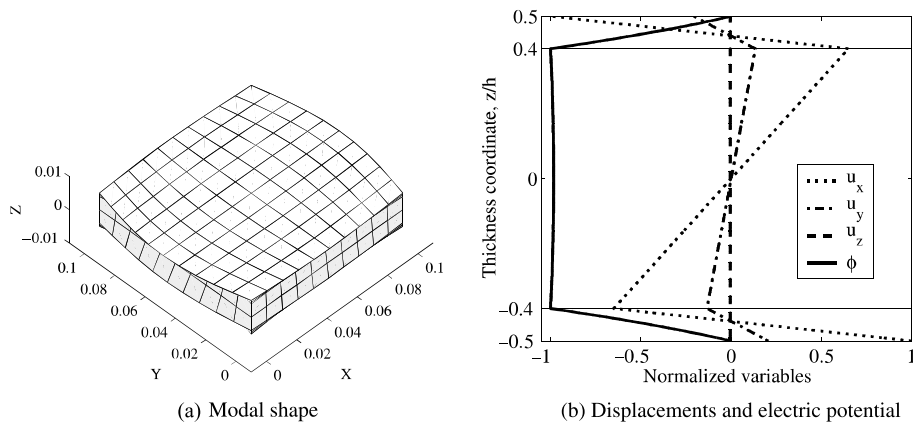 0.01
0
−0.01
Z
0.1
0.08
0.06
0.04
0.02
0
Y
0
0.02
0.04
0.06
0.08
0.1
X
(a) Modal shape
0.5
0.4
0
−0.4
−0.5
Thickness coordinate, z/h
−1
−0.5
0
0.5
1
Normalized variables
u_x
u_y
u_z
ϕ
(b) Displacements and electric potential